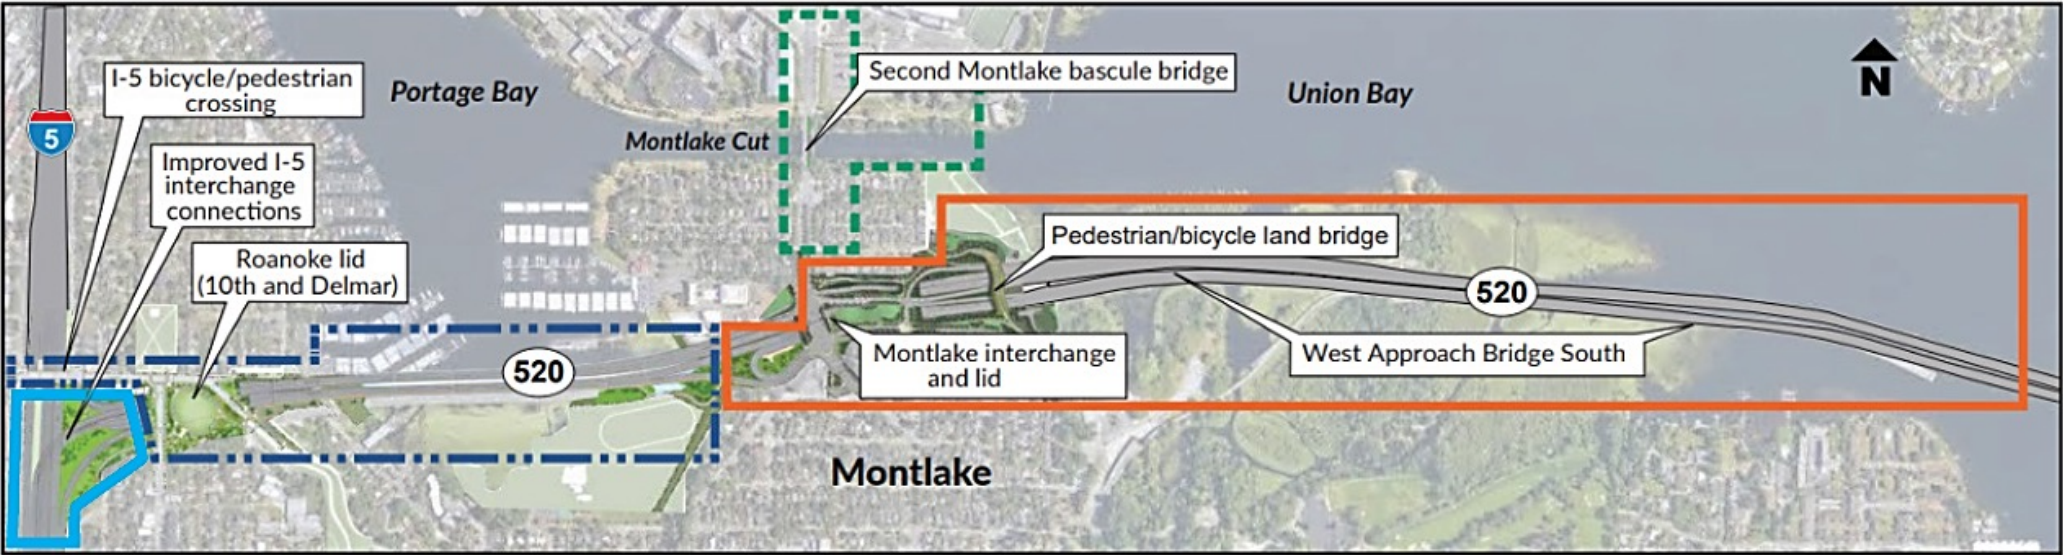 I-5 bicycle/pedestrian
crossing
5
Improved I-5
interchange
connections
Roanoke lid
(10th and Delmar)
Portage Bay
Montlake Cut
Second Montlake bascule bridge
Union Bay
N
Pedestrian/bicycle land bridge
520
West Approach Bridge South
Montlake interchange
and lid
520
Montlake